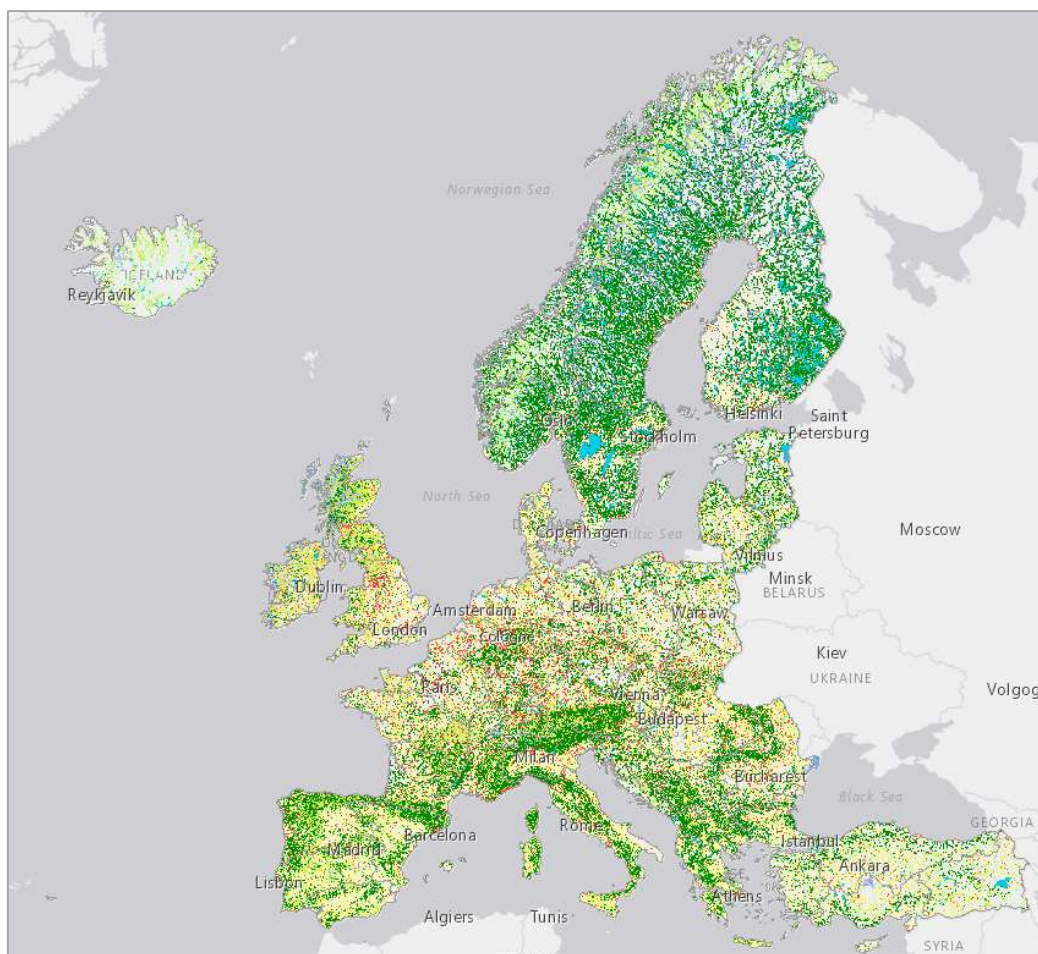 Norwegian Sea
ICELAND
Reykjavik
Oslo
Helsinki
Saint
Petersburg
Stockholm
North Sea
Moscow
Copenhagen
Baltic Sea
Vilnius
Minsk
BELARUS
Dublin
Amsterdam
Berlin
Warsaw
London
Cologne
Kiev
UKRAINE
Paris
Vienna
Volgog
Budapest
Milan
Bucharest
Black Sea
GEORGIA
Rome
Barcelona
Istanbul
Madrid
Ankara
Lisbon
Athens
Algiers
Tunis
SYRIA